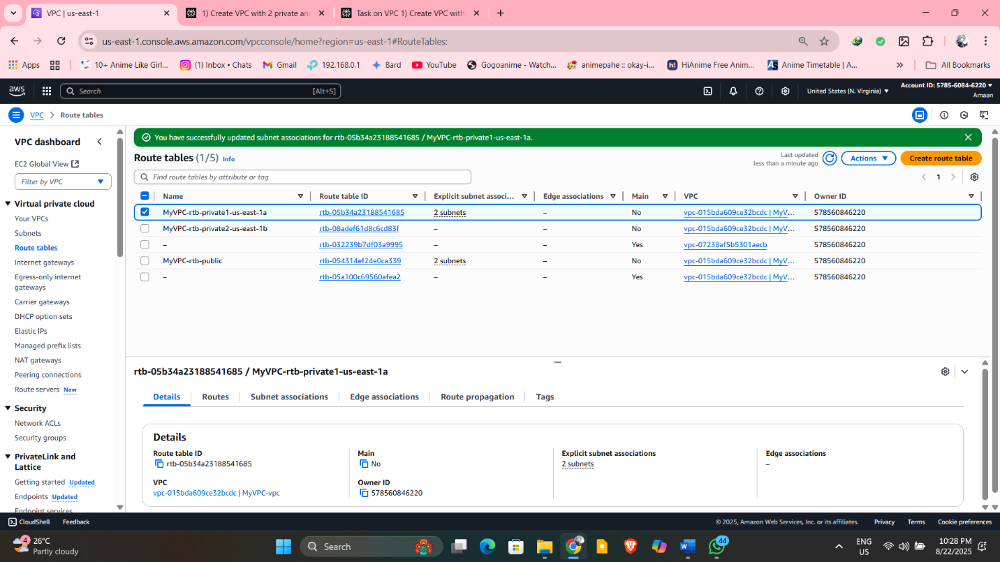 VPC | us-east-1
1) Create VPC with 2 private and
Task on VPC 1) Create VPC with
us-east-1.console.aws.amazon.com/vpcconsole/home?region=us-east-1#RouteTables:
Apps
10+ Anime Like Girl...
(1) Inbox • Chats
Gmail
192.168.0.1
Bard
YouTube
Gogoanime - Watch...
animepahe :: okay-i...
HiAnime Free Anim...
Anime Timetable | A...
All Bookmarks
aws
Search
[Alt+S]
United States (N. Virginia)
Account ID: 5785-6084-6220
Amaan
VPC
Route tables
VPC dashboard
EC2 Global View
Filter by VPC
Virtual private cloud
Your VPCs
Subnets
Route tables
Internet gateways
Egress-only internet
gateways
Carrier gateways
DHCP option sets
Elastic IPs
Managed prefix lists
NAT gateways
Peering connections
Route servers New
Security
Network ACLs
Security groups
PrivateLink and
Lattice
Getting started Updated
Endpoints Updated
Endpoint services
You have successfully updated subnet associations for rtb-05b34a23188541685 / MyVPC-rtb-private1-us-east-1a.
Route tables (1/5) Info
Last updated
less than a minute ago
Actions
Create route table
Find route tables by attribute or tag
1
Name Route table ID Explicit subnet associ... Edge associations Main VPC Owner ID
MyVPC-rtb-private1-us-east-1a rtb-05b34a23188541685 2 subnets – No vpc-015bda609ce32bcdc | MyV... 578560846220
MyVPC-rtb-private2-us-east-1b rtb-08adef61d8c6cd83f – – No vpc-015bda609ce32bcdc | MyV... 578560846220
– rtb-032239b7df03a9995 – – Yes vpc-07238af5b5301aecb 578560846220
MyVPC-rtb-public rtb-054314ef24e0ca339 2 subnets – No vpc-015bda609ce32bcdc | MyV... 578560846220
– rtb-05a100c69560afea2 – – Yes vpc-015bda609ce32bcdc | MyV... 578560846220
rtb-05b34a23188541685 / MyVPC-rtb-private1-us-east-1a
Details Routes Subnet associations Edge associations Route propagation Tags
Details
Route table ID
rtb-05b34a23188541685
Main
No
Explicit subnet associations
2 subnets
Edge associations
–
VPC
vpc-015bda609ce32bcdc | MyVPC-vpc
Owner ID
578560846220
CloudShell
Feedback
© 2025, Amazon Web Services, Inc. or its affiliates.
Privacy
Terms
Cookie preferences
4
26°C
Partly cloudy
Search
44
ENG
US
10:28 PM
8/22/2025